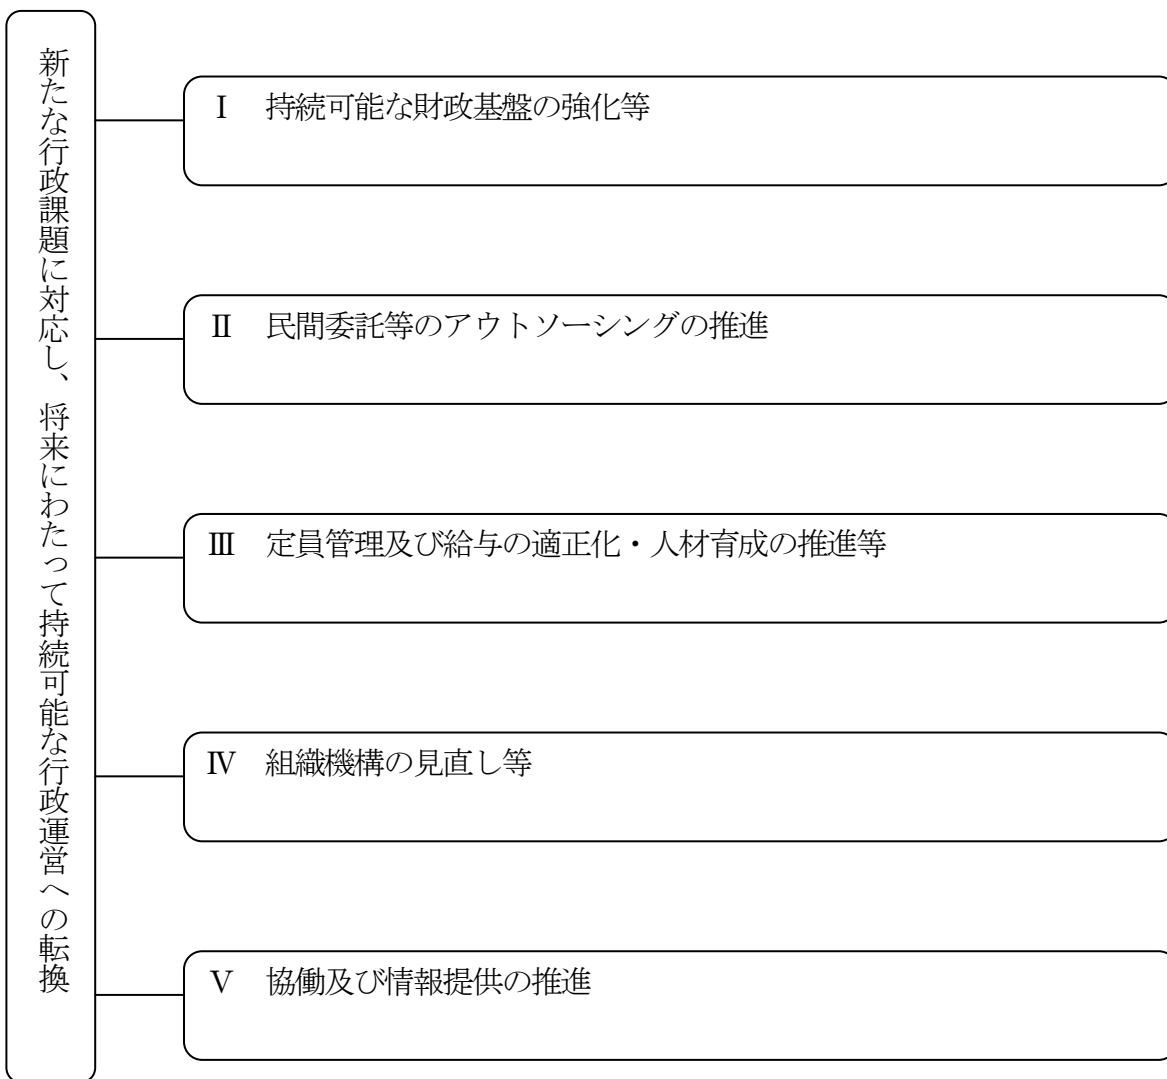 新たな行政課題に対応し、将来にわたって持続可能な行政運営への転換
Ⅰ 持続可能な財政基盤の強化等
Ⅱ 民間委託等のアウトソーシングの推進
Ⅲ 定員管理及び給与の適正化・人材育成の推進等
Ⅳ 組織機構の見直し等
Ⅴ 協働及び情報提供の推進